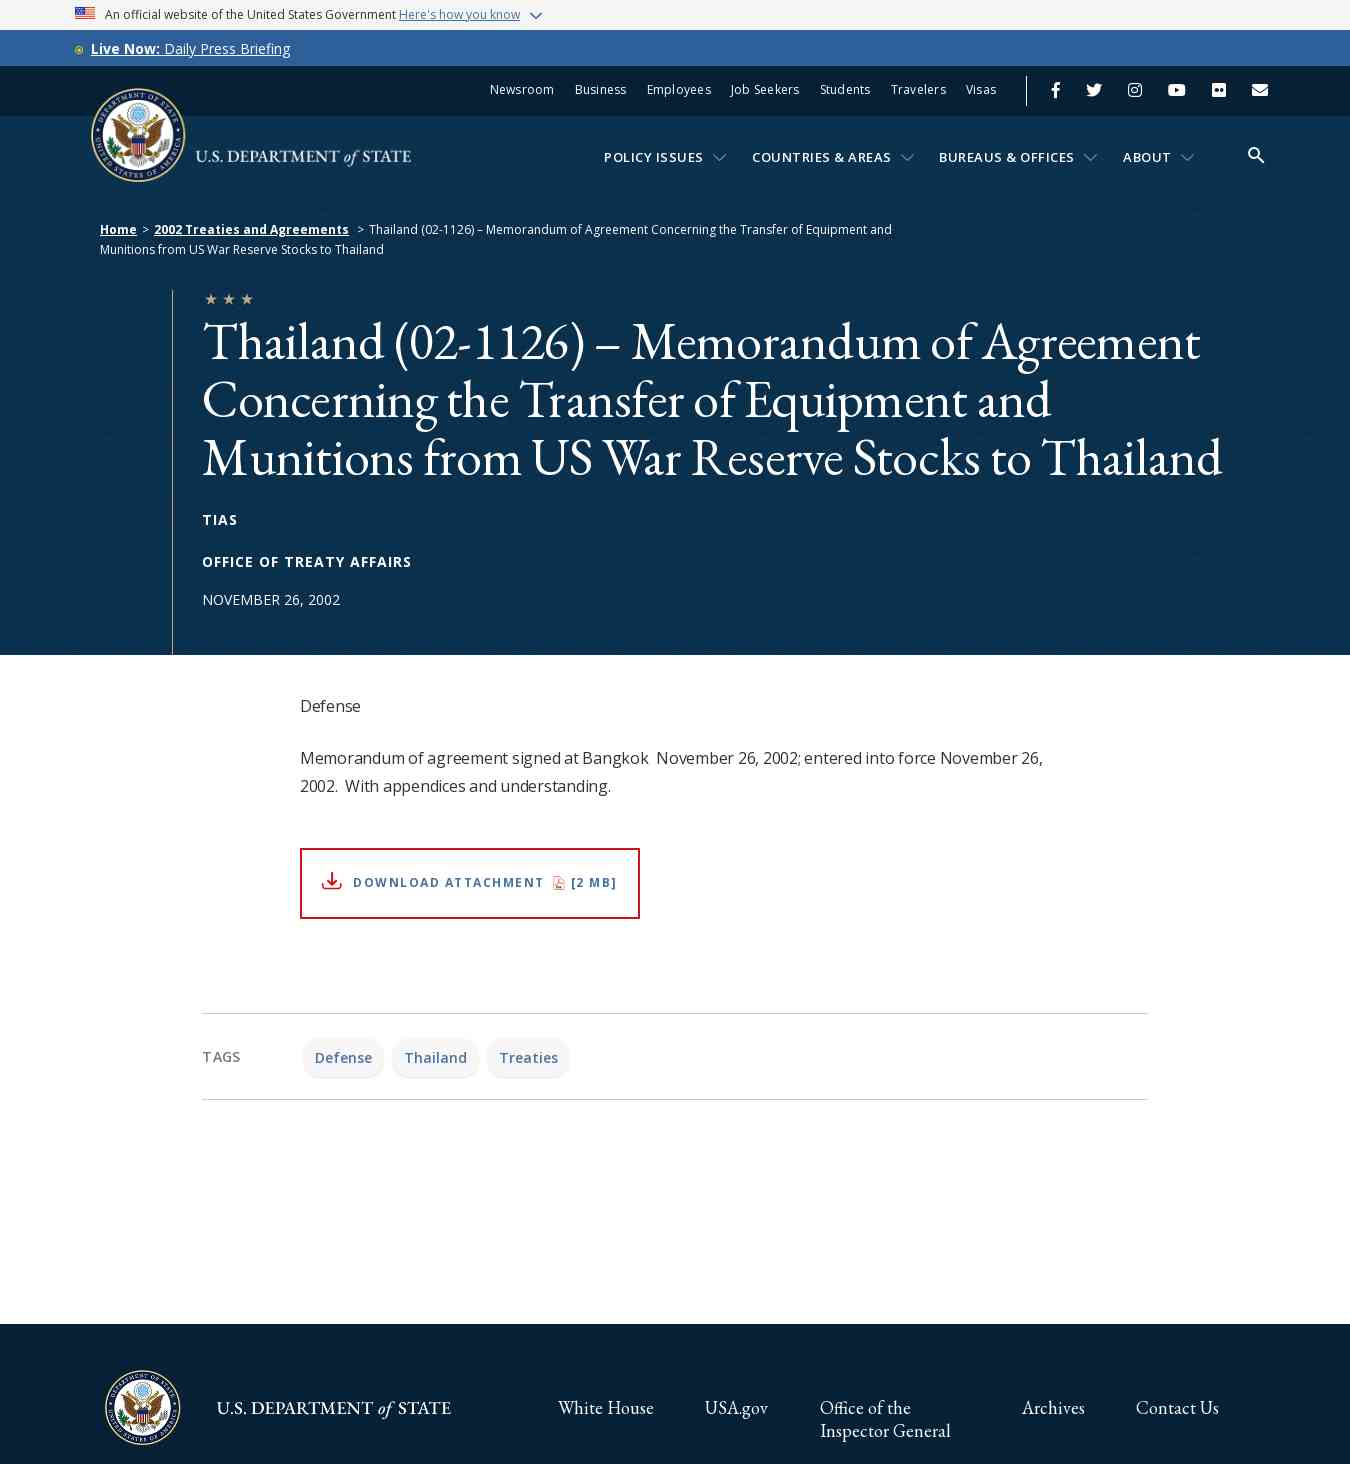 An official website of the United States Government Here's how you know
Live Now: Daily Press Briefing
Newsroom Business Employees Job Seekers Students Travelers Visas
U.S. DEPARTMENT of STATE
POLICY ISSUES COUNTRIES & AREAS BUREAUS & OFFICES ABOUT
Home > 2002 Treaties and Agreements > Thailand (02-1126) – Memorandum of Agreement Concerning the Transfer of Equipment and
Munitions from US War Reserve Stocks to Thailand
Thailand (02-1126) – Memorandum of Agreement
Concerning the Transfer of Equipment and
Munitions from US War Reserve Stocks to Thailand
TIAS
OFFICE OF TREATY AFFAIRS
NOVEMBER 26, 2002
Defense
Memorandum of agreement signed at Bangkok  November 26, 2002; entered into force November 26,
2002.  With appendices and understanding.
DOWNLOAD ATTACHMENT [2 MB]
TAGS Defense Thailand Treaties
U.S. DEPARTMENT of STATE
White House USA.gov Office of the Archives Contact Us
Inspector General